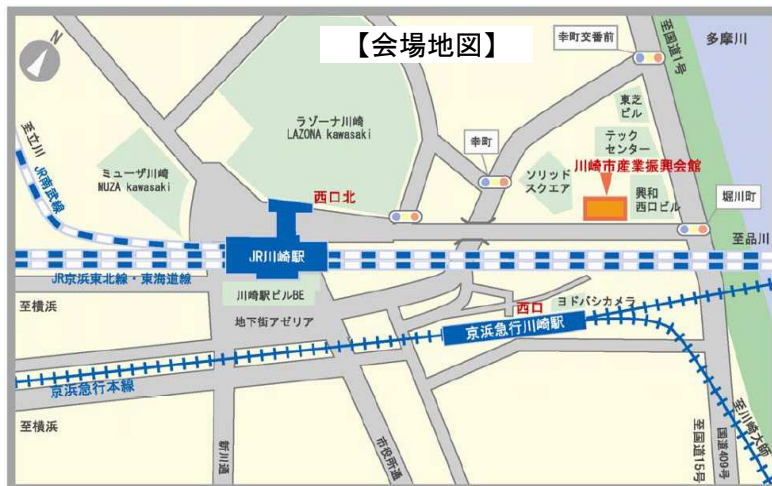 【会場地図】
N
幸町交番前
至国道1号
多摩川
東芝
ビル
ラゾーナ川崎
LAZONA kawasaki
幸町
テック
センター
至立川
JR南武線
ミューザ川崎
MUZA kawasaki
川崎市産業振興会館
ソリッド
スクエア
興和
西口ビル
西口北
堀川町
JR川崎駅
至品川
JR京浜東北線・東海道線
川崎駅ビルBE
至横浜
西口
ヨドバシカメラ
地下街アゼリア
京浜急行川崎駅
京浜急行本線
至横浜
新川通
市役所通
至国道15号
国道409号
至川崎大師